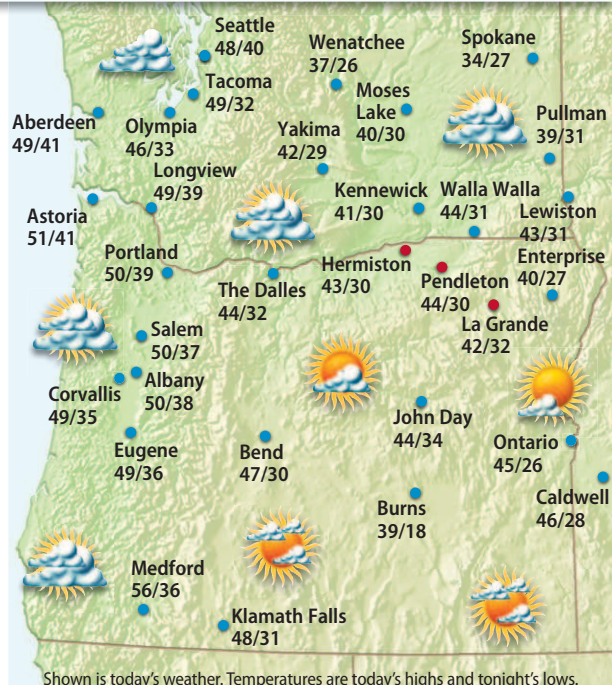 Seattle
48/40
Wenatchee
37/26
Spokane
34/27
Tacoma
49/32
Moses
Lake
40/30
Aberdeen
49/41
Olympia
46/33
Yakima
42/29
Pullman
39/31
Longview
49/39
Kennewick
41/30
Walla Walla
44/31
Lewiston
43/31
Astoria
51/41
Portland
50/39
The Dalles
44/32
Hermiston
43/30
Pendleton
44/30
Enterprise
40/27
La Grande
42/32
Salem
50/37
Albany
50/38
Corvallis
49/35
John Day
44/34
Eugene
49/36
Bend
47/30
Ontario
45/26
Caldwell
46/28
Burns
39/18
Medford
56/36
Klamath Falls
48/31
Shown is today's weather. Temperatures are today's highs and tonight's lows.